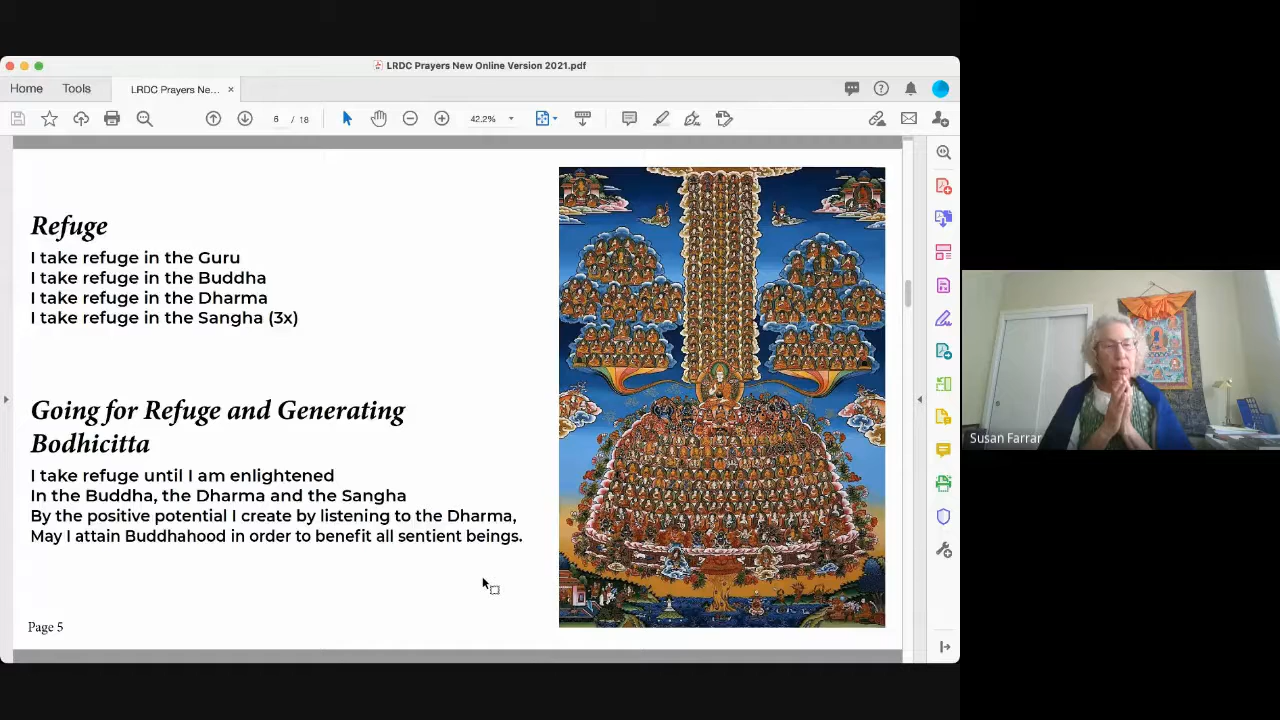 LRDC Prayers New Online Version 2021.pdf
Home Tools LRDC Prayers Ne... ×
6 / 18 42.2%
Refuge
I take refuge in the Guru
I take refuge in the Buddha
I take refuge in the Dharma
I take refuge in the Sangha (3x)
Going for Refuge and Generating
Bodhicitta
I take refuge until I am enlightened
In the Buddha, the Dharma and the Sangha
By the positive potential I create by listening to the Dharma,
May I attain Buddhahood in order to benefit all sentient beings.
Page 5
Susan Farrar